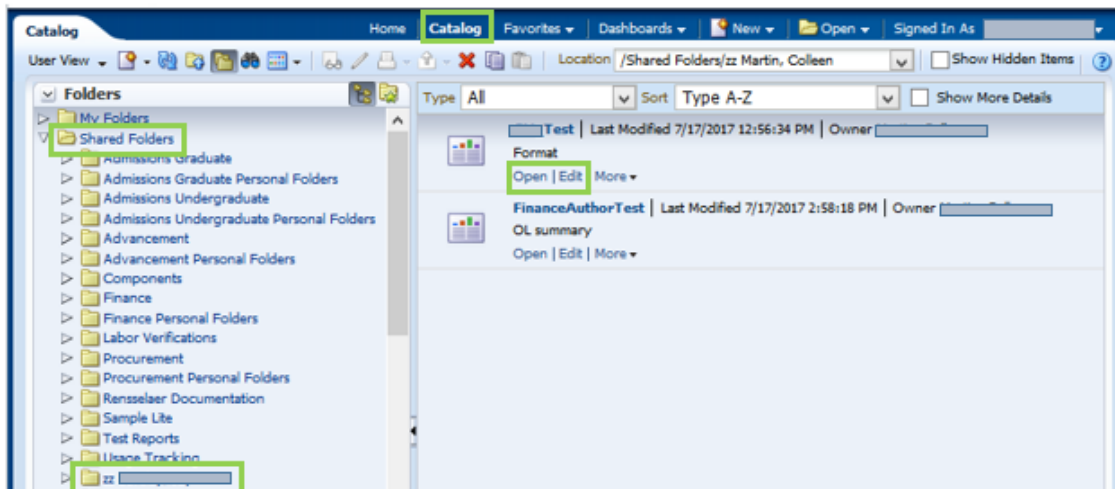 Catalog Home Catalog Favorites Dashboards New Open Signed In As
User View Location /Shared Folders/zz Martin, Colleen Show Hidden Items ?
Folders Type All Sort Type A-Z Show More Details
My Folders
Shared Folders
Admissions Graduate
Admissions Graduate Personal Folders
Admissions Undergraduate
Admissions Undergraduate Personal Folders
Advancement
Advancement Personal Folders
Components
Finance
Finance Personal Folders
Labor Verifications
Procurement
Procurement Personal Folders
Rensselaer Documentation
Sample Lite
Test Reports
Usage Tracking
zz
Test | Last Modified 7/17/2017 12:56:34 PM | Owner
Format
Open | Edit | More
FinanceAuthorTest | Last Modified 7/17/2017 2:58:18 PM | Owner
OL summary
Open | Edit | More